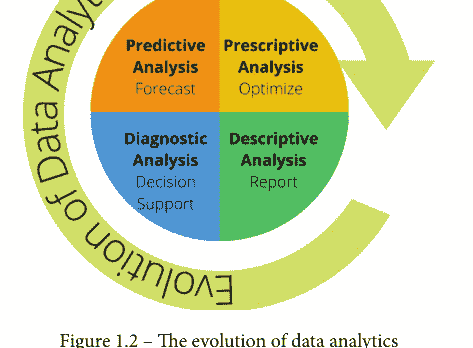 Evolution of Data Analy
Predictive
Analysis
Forecast
Prescriptive
Analysis
Optimize
Diagnostic
Analysis
Decision
Support
Descriptive
Analysis
Report
Figure 1.2 – The evolution of data analytics